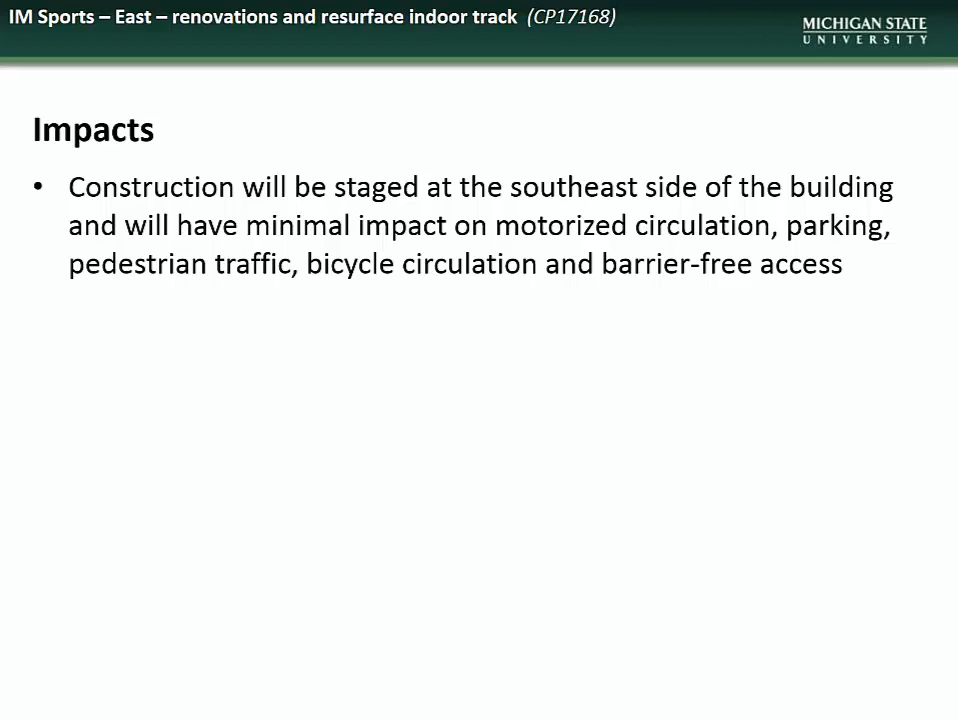 IM Sports – East – renovations and resurface indoor track (CP17168)
MICHIGAN STATE
UNIVERSITY
Impacts
• Construction will be staged at the southeast side of the building
and will have minimal impact on motorized circulation, parking,
pedestrian traffic, bicycle circulation and barrier-free access